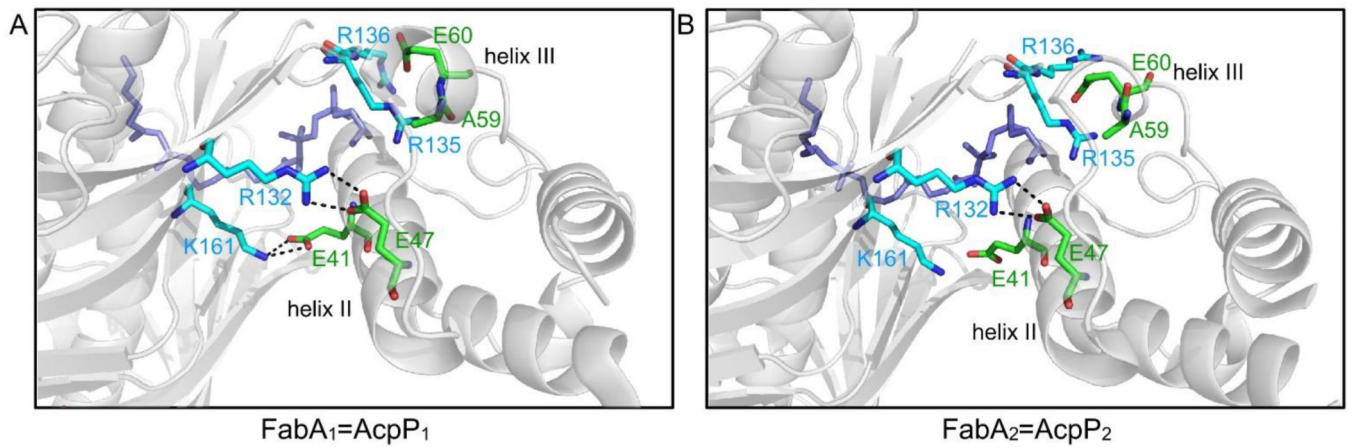 A
R136
E60
helix III
A59
R135
R132
K161
E41
E47
helix II
FabA₁=AcpP₁
B
R136
E60
helix III
A59
R135
R132
K161
E41
E47
helix II
FabA₂=AcpP₂